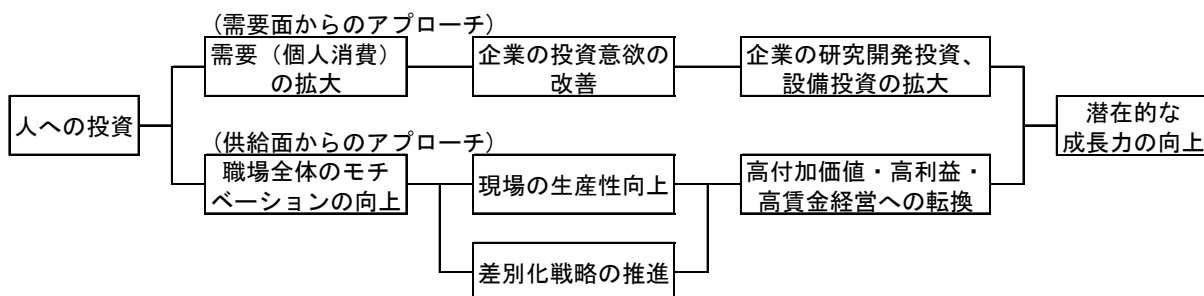 (需要面からのアプローチ)
需要（個人消費）
の拡大
企業の投資意欲の
改善
企業の研究開発投資、
設備投資の拡大
人への投資
潜在的な
成長力の向上
(供給面からのアプローチ)
職場全体のモチ
ベーションの向上
現場の生産性向上
高付加価値・高利益・
高賃金経営への転換
差別化戦略の推進